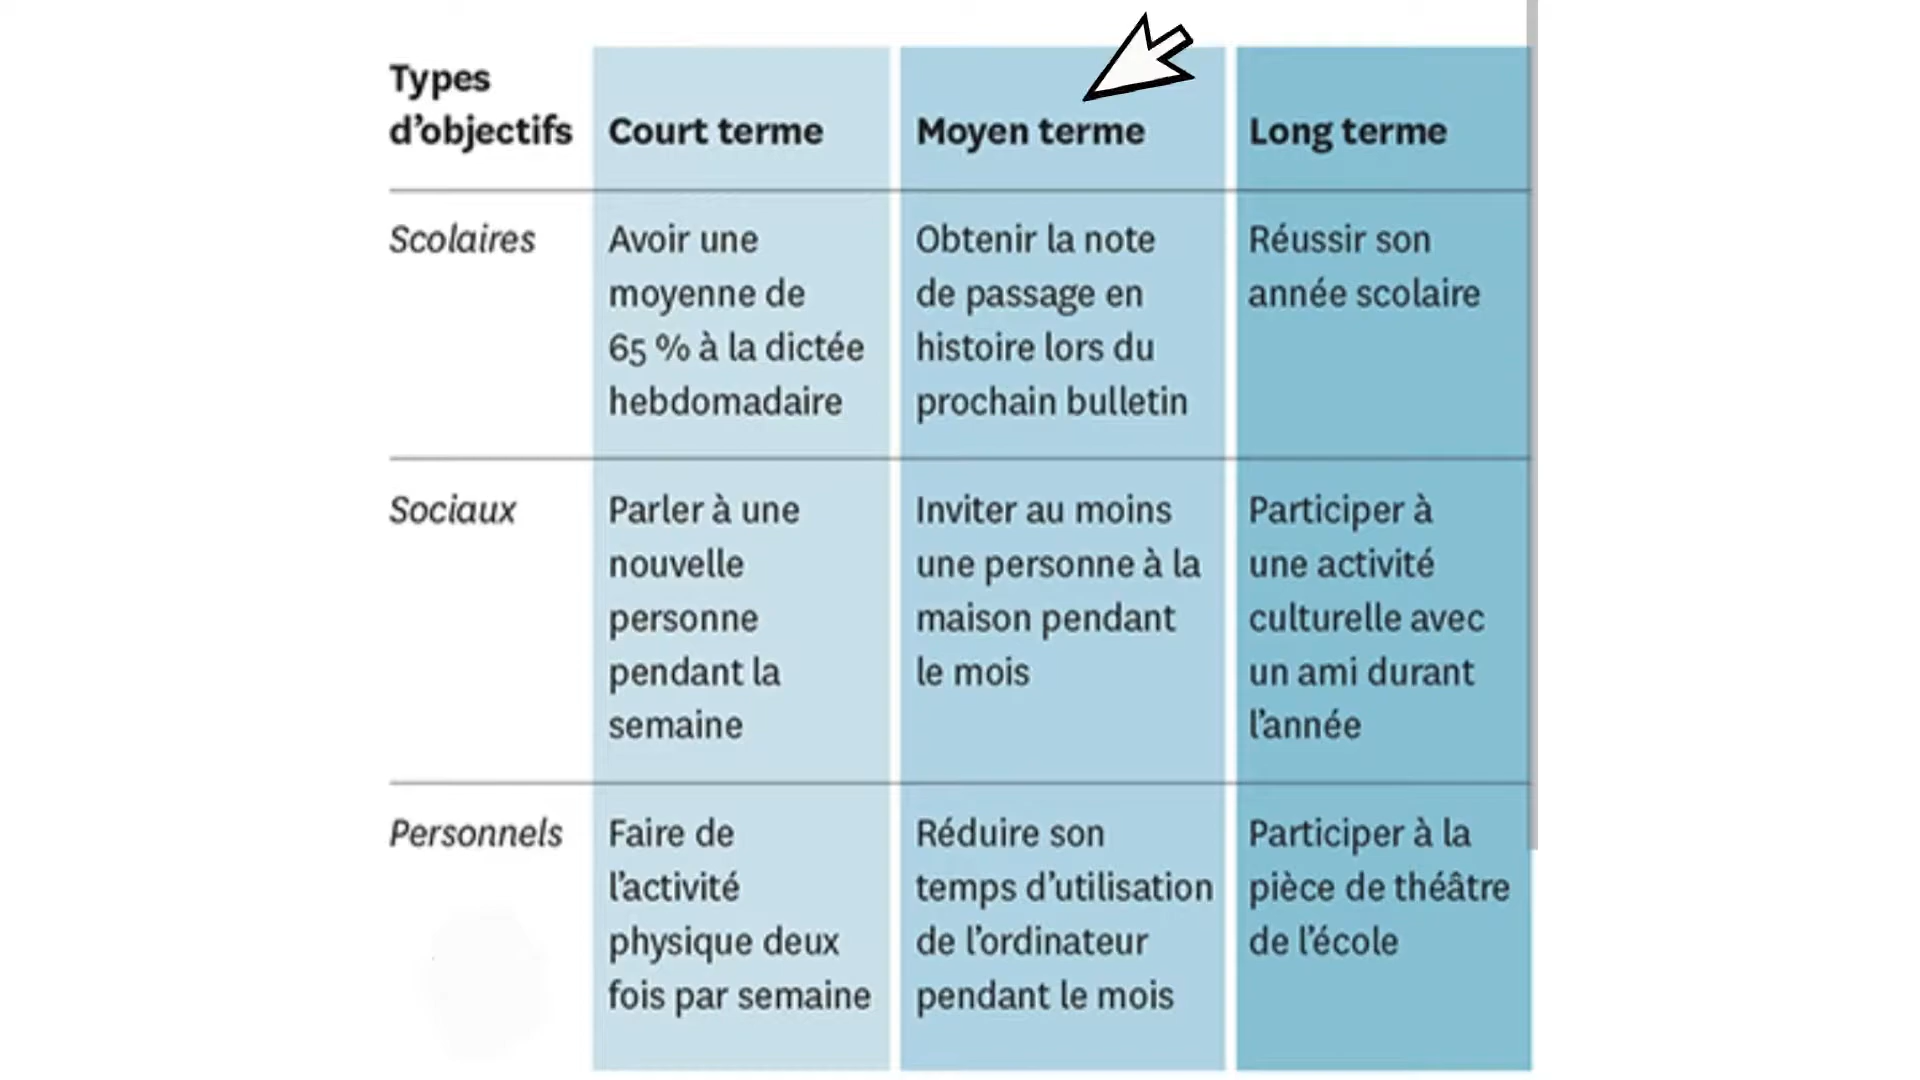 Types
d’objectifs
Court terme
Moyen terme
Long terme
Scolaires
Avoir une
moyenne de
65 % à la dictée
hebdomadaire
Obtenir la note
de passage en
histoire lors du
prochain bulletin
Réussir son
année scolaire
Sociaux
Parler à une
nouvelle
personne
pendant la
semaine
Inviter au moins
une personne à la
maison pendant
le mois
Participer à
une activité
culturelle avec
un ami durant
l’année
Personnels
Faire de
l’activité
physique deux
fois par semaine
Réduire son
temps d’utilisation
de l’ordinateur
pendant le mois
Participer à la
pièce de théâtre
de l’école